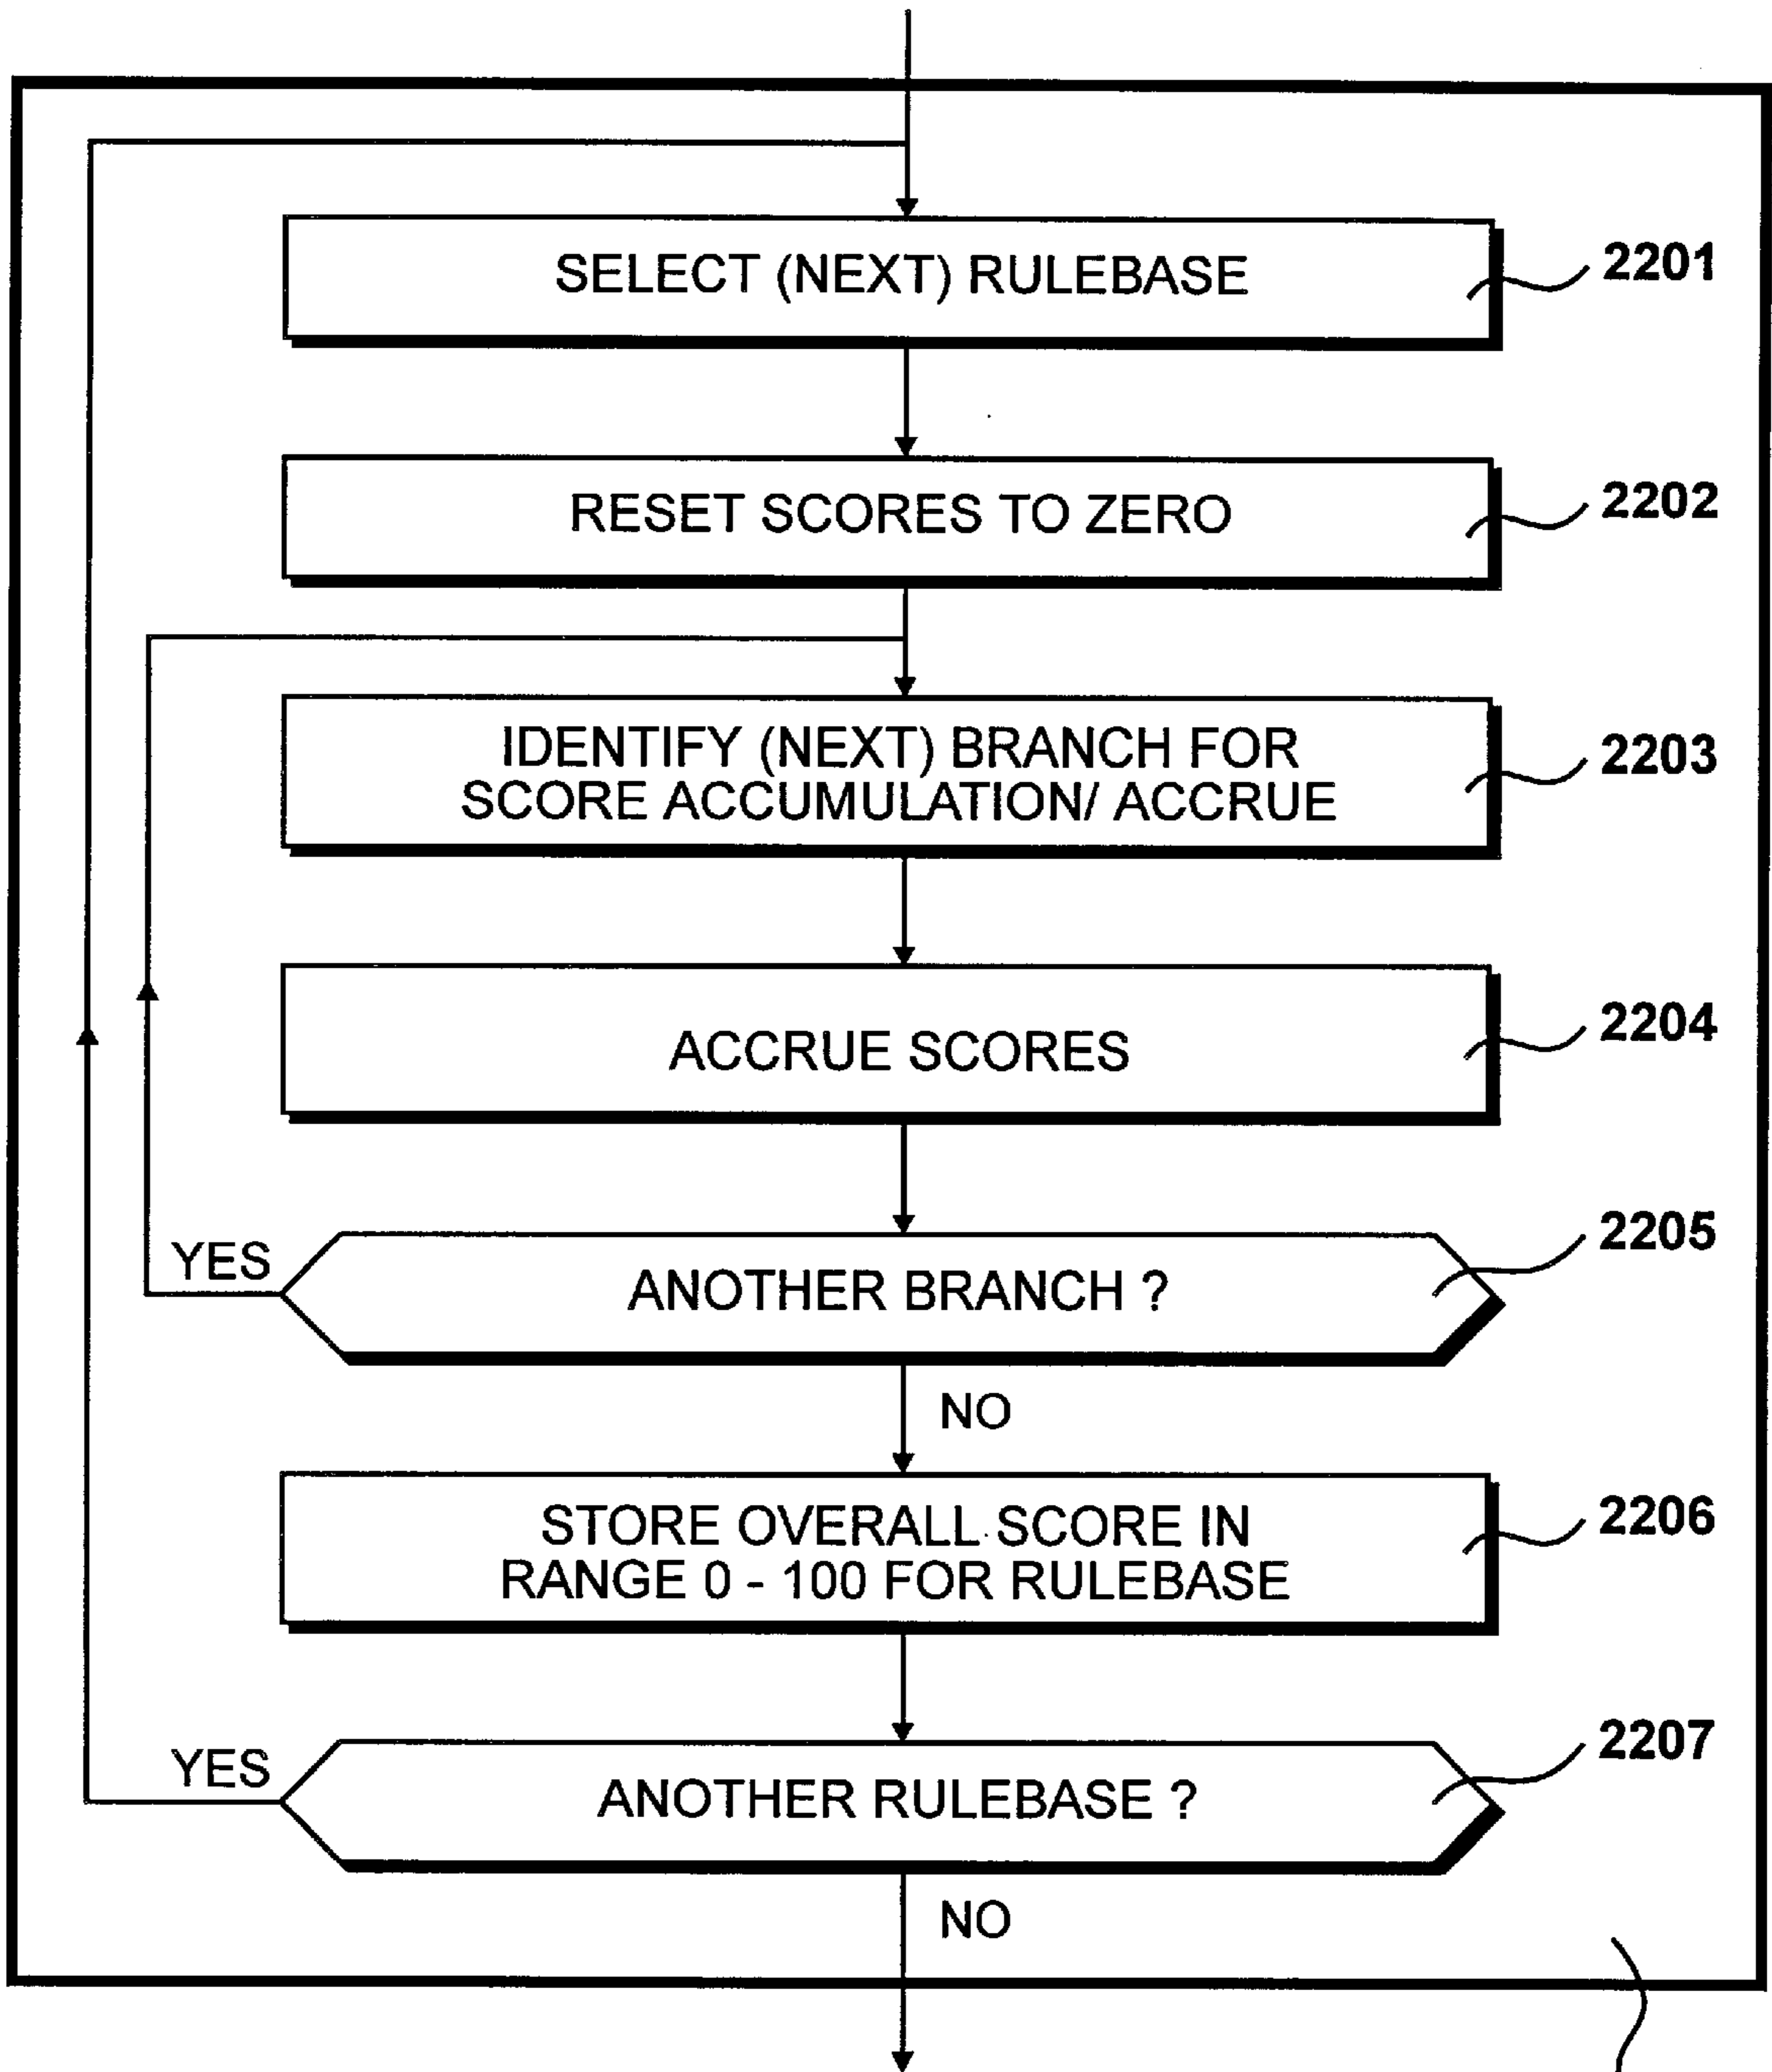 SELECT (NEXT) RULEBASE
2201
RESET SCORES TO ZERO
2202
IDENTIFY (NEXT) BRANCH FOR
SCORE ACCUMULATION/ ACCRUE
2203
ACCRUE SCORES
2204
YES
ANOTHER BRANCH ?
2205
NO
STORE OVERALL SCORE IN
RANGE 0 - 100 FOR RULEBASE
2206
YES
ANOTHER RULEBASE ?
2207
NO